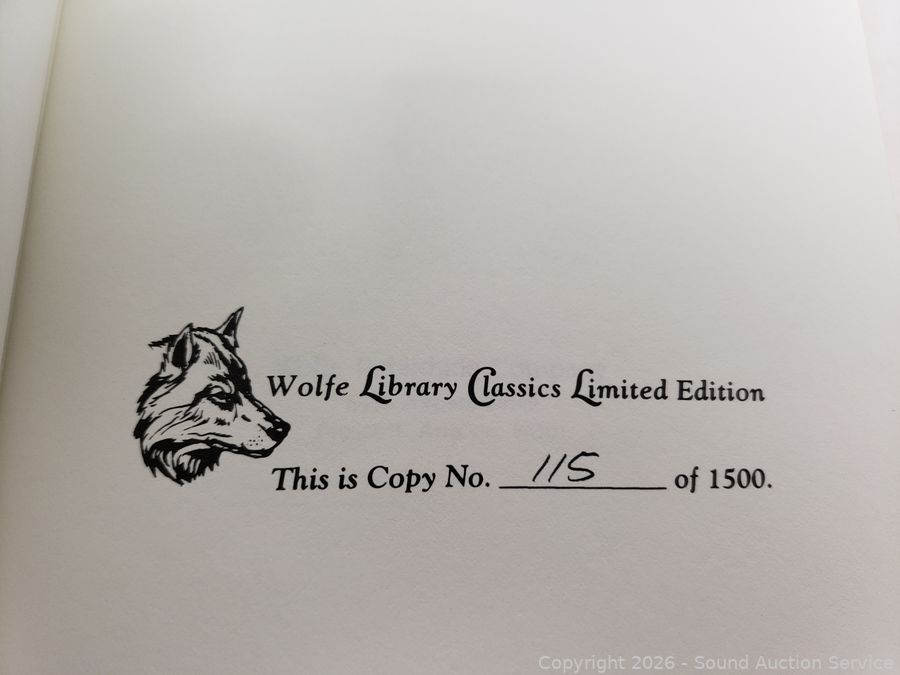 Wolfe Library Classics Limited Edition
This is Copy No. 115 of 1500.
Copyright 2026 - Sound Auction Service